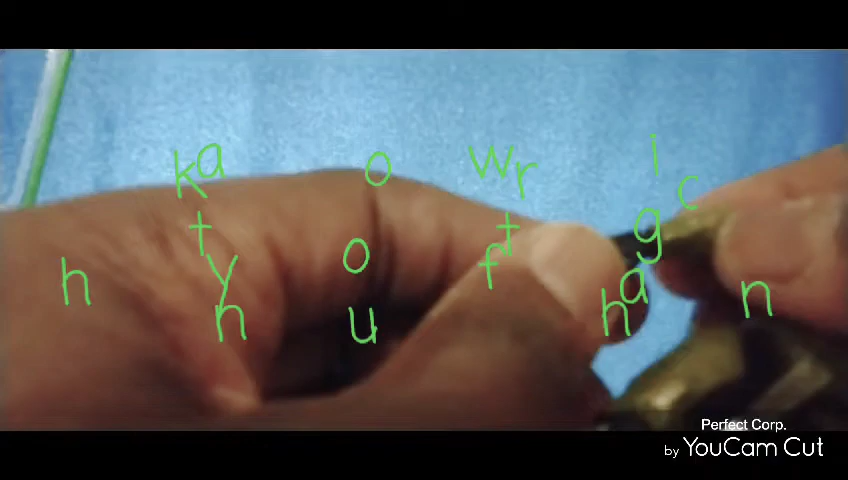 ka o wr i c
t t g
h y o f a n
n u h
Perfect Corp.
by YouCam Cut